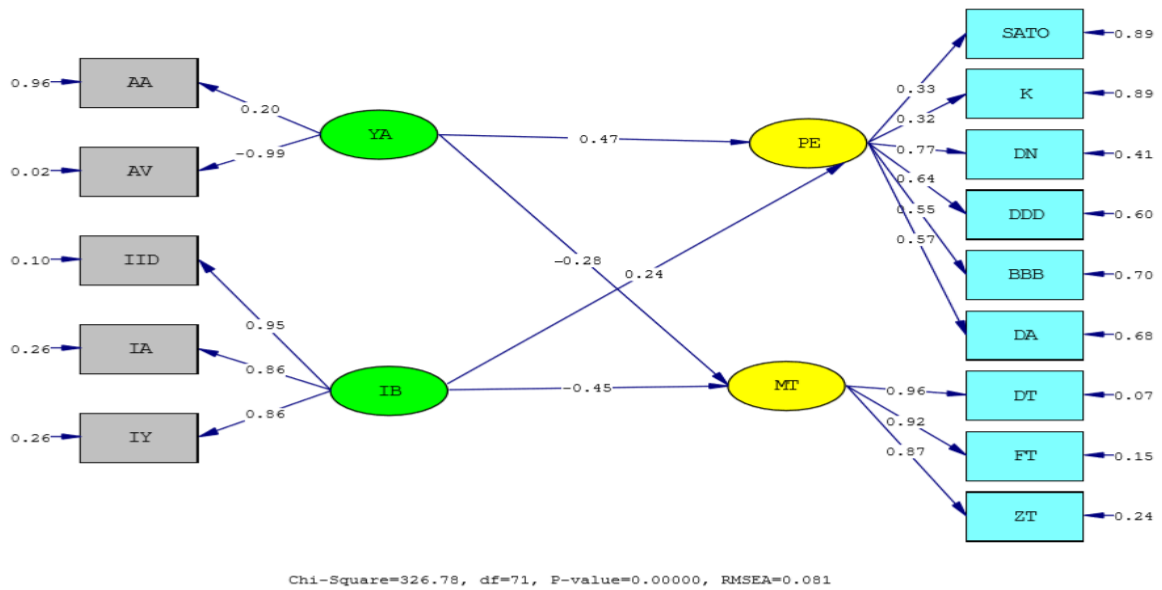 SATO
0.89
0.96
AA
0.33
K
0.89
0.20
0.32
YA
0.47
PE
0.77
DN
0.41
-0.99
0.02
AV
0.64
DDD
0.60
0.55
0.57
0.10
IID
-0.28
0.24
BBB
0.70
0.95
DA
0.68
0.26
IA
0.86
IB
-0.45
MT
0.96
DT
0.07
0.86
0.92
0.26
IY
0.87
FT
0.15
ZT
0.24
Chi-Square=326.78, df=71, P-value=0.00000, RMSEA=0.081